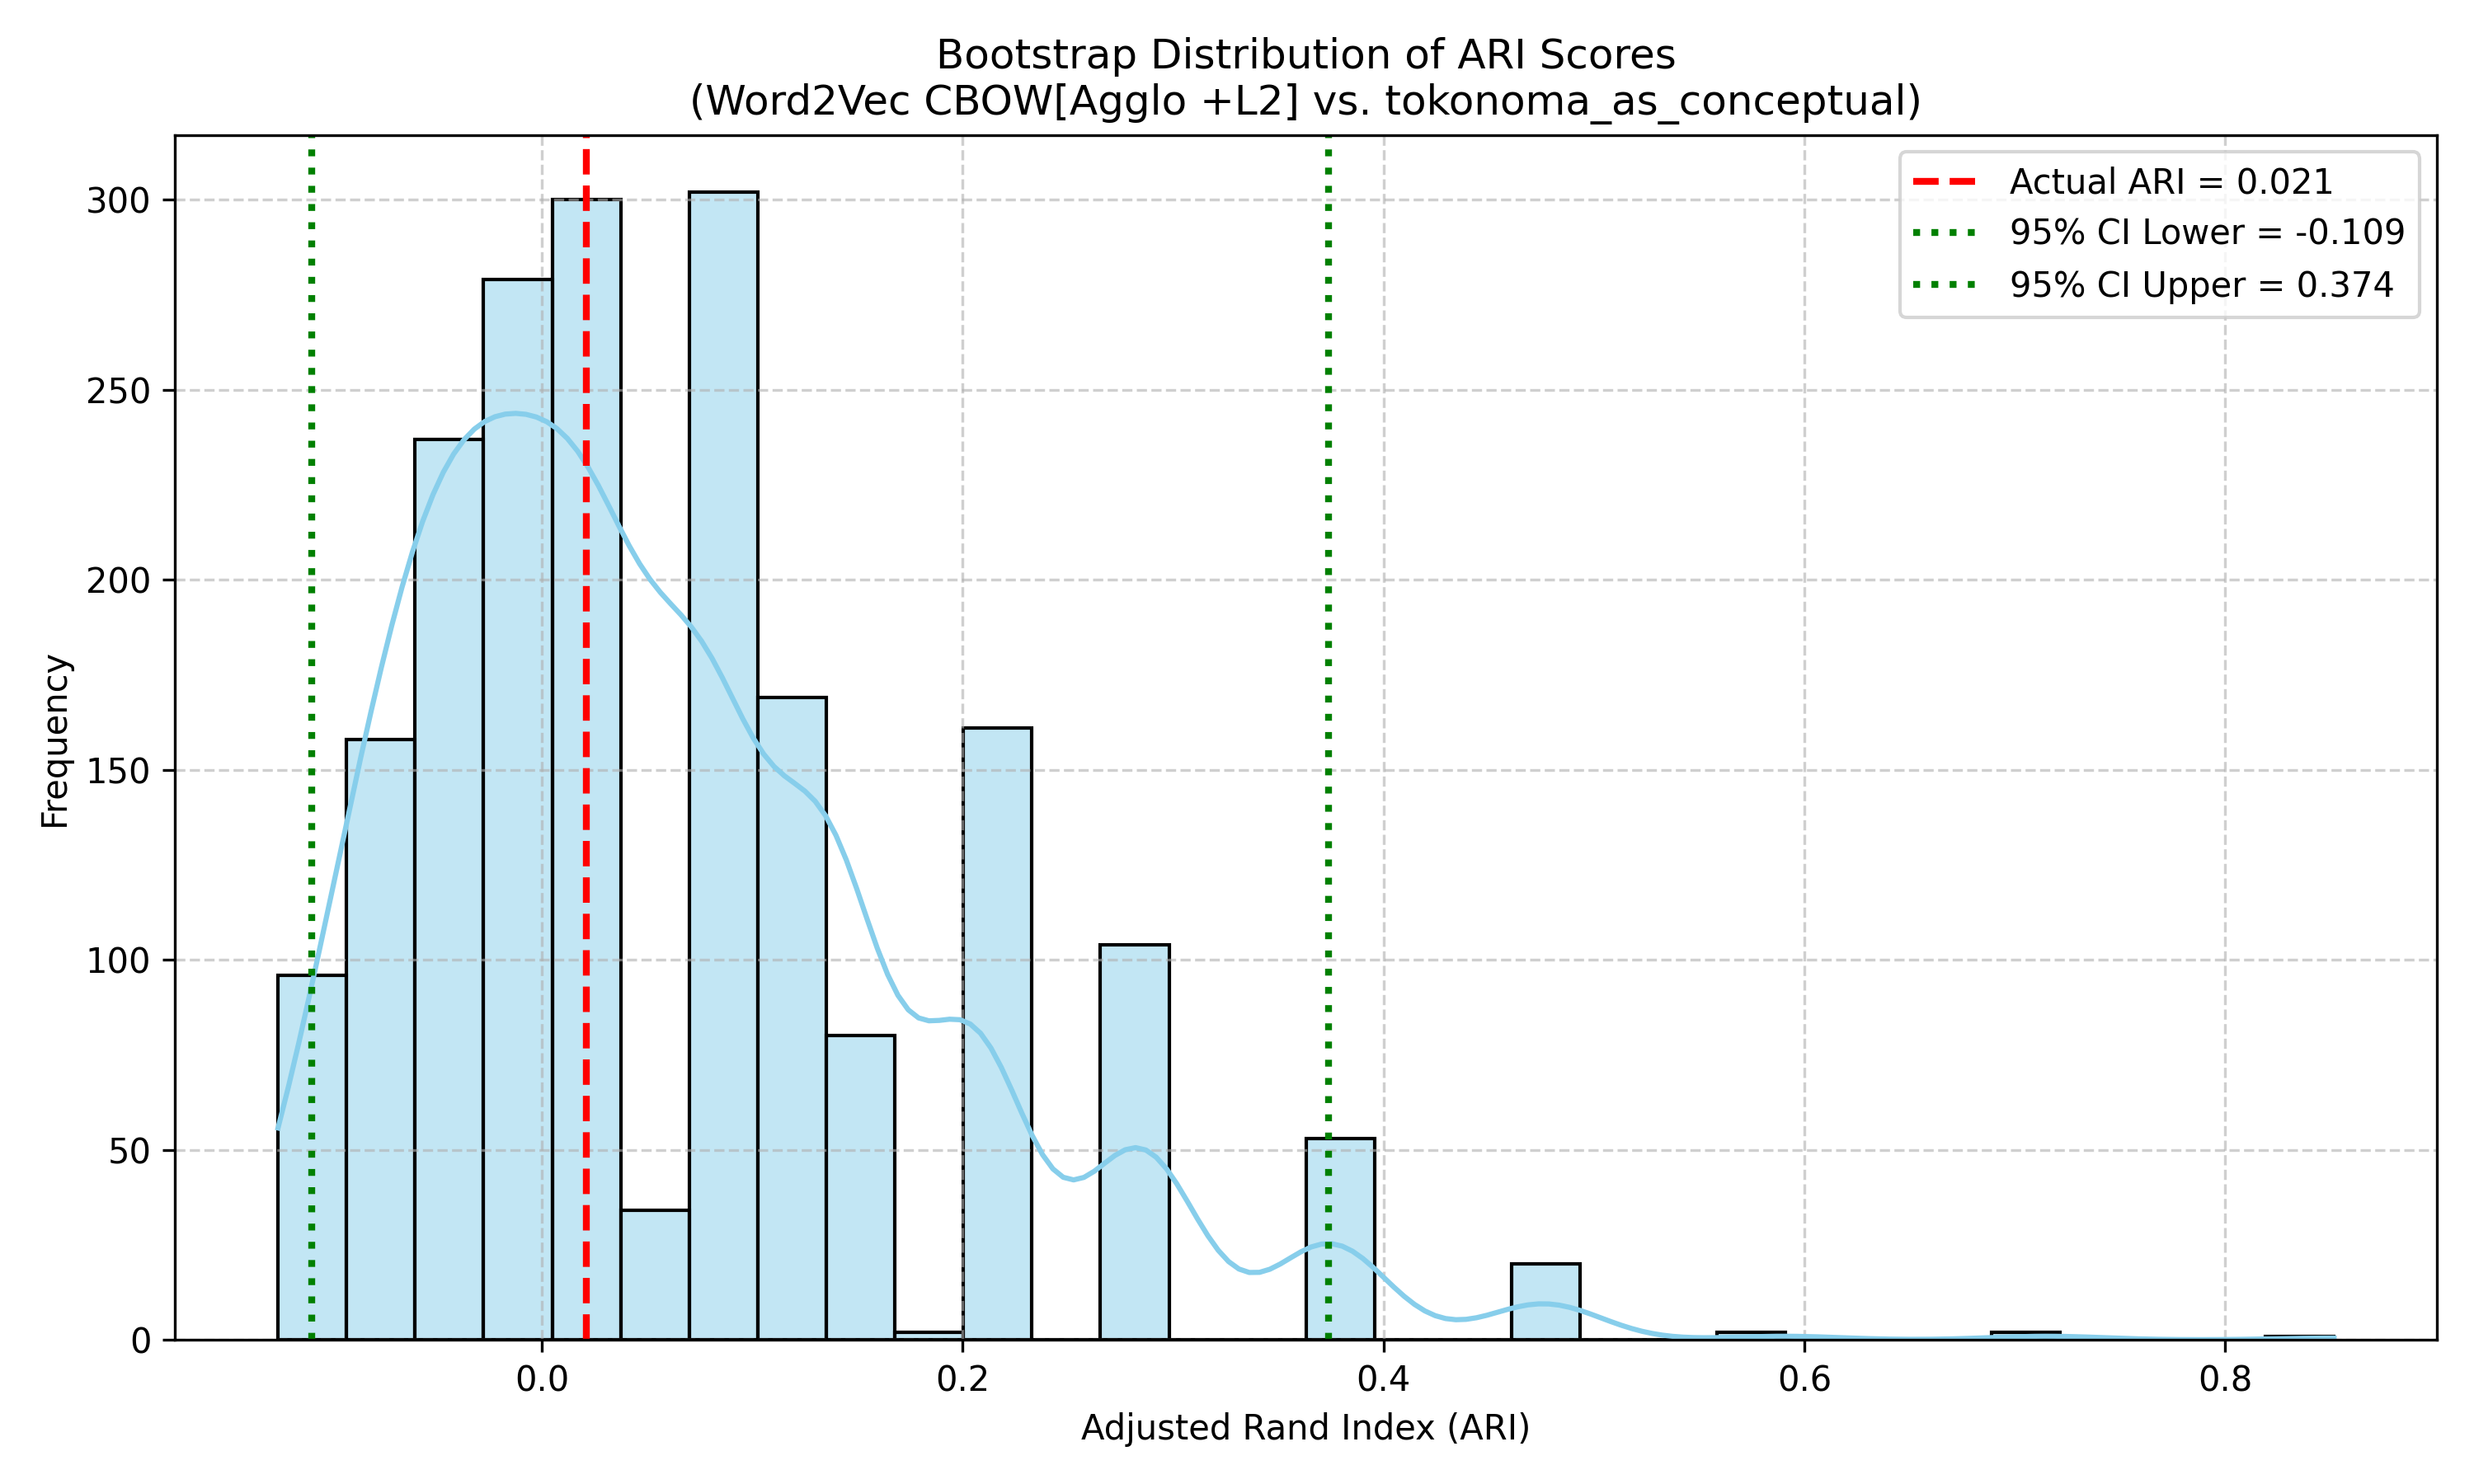 Bootstrap Distribution of ARI Scores
(Word2Vec CBOW[Agglo +L2] vs. tokonoma_as_conceptual)
Actual ARI = 0.021
95% CI Lower = -0.109
95% CI Upper = 0.374
Frequency
300
250
200
150
100
50
0
0.0 0.2 0.4 0.6 0.8
Adjusted Rand Index (ARI)